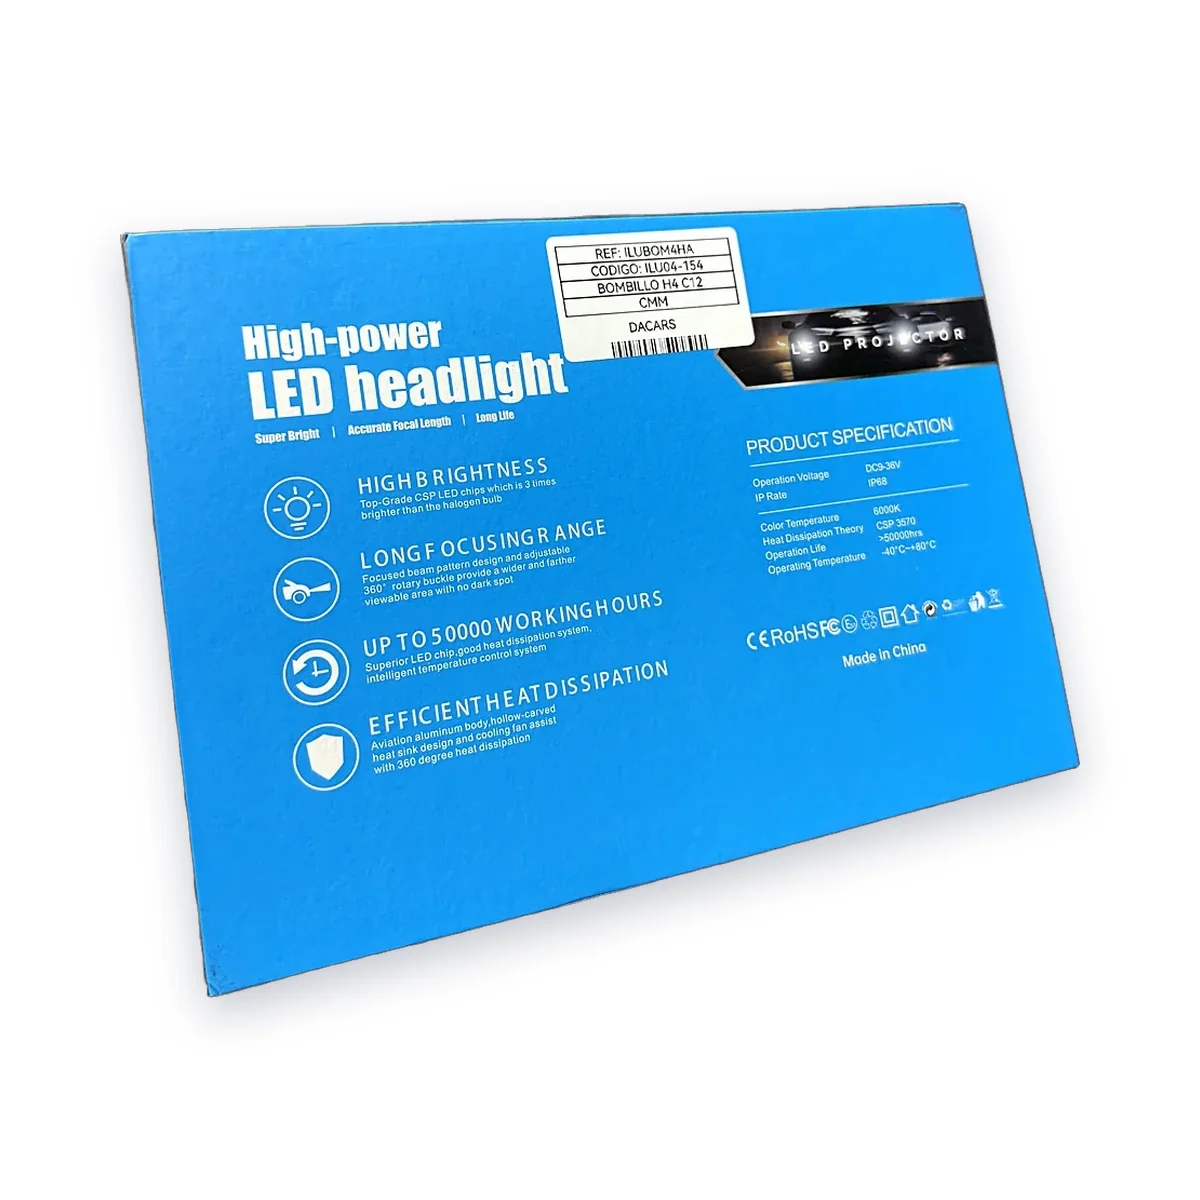 REF: ILUBOM4HA
CODIGO: ILU04-154
BOMBILLO H4 C12
CMM
DACARS
LED PROJECTOR
High-power
LED headlight
Super Bright | Accurate Focal Length | Long Life
HIGH BRIGHTNESS
Top-Grade CSP LED chips which is 3 times
brighter than the halogen bulb
LONG FOCUSING RANGE
Focused beam pattern design and adjustable
360° rotary buckie provide a wider and farther
viewable area with no dark spot
UP TO 50000 WORKING HOURS
Superior LED chip,good heat dissipation system,
intelligent temperature control system
EFFICIENT HEAT DISSIPATION
Aviation aluminum body,hollow-carved
heat sink design and cooling fan assist
with 360 degree heat dissipation
PRODUCT SPECIFICATION
Operation Voltage DC9-36V
IP Rate IP68
Color Temperature 6000K
Heat Dissipation Theory CSP 3570
Operation Life >50000hrs
Operating Temperature -40°C~+80°C
CE RoHS FC
Made in China